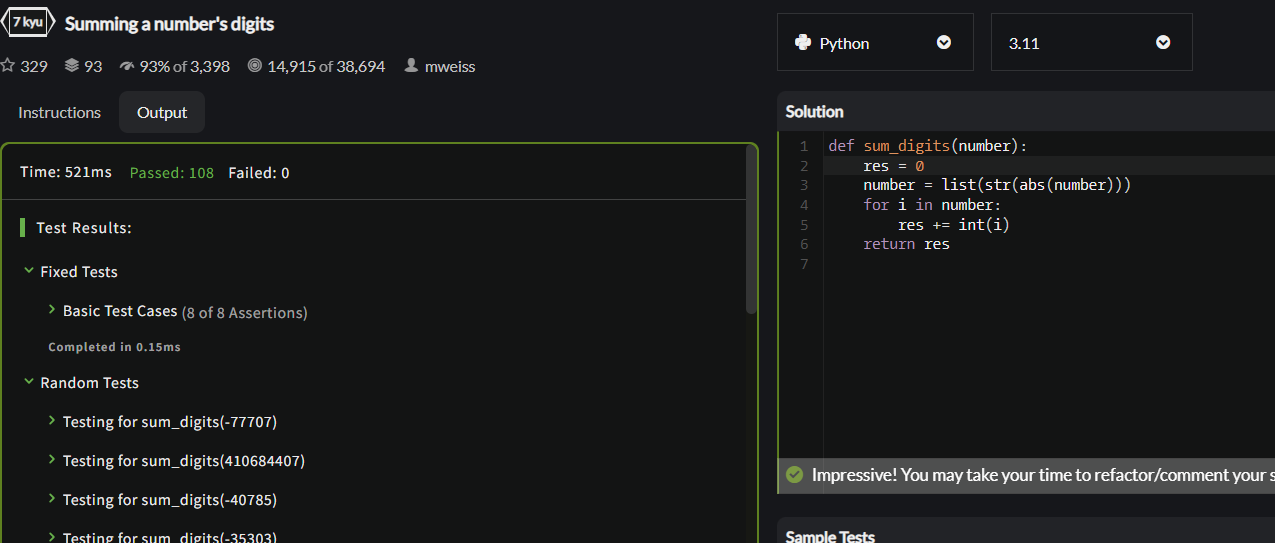 7 kyu Summing a number's digits
329 93 93% of 3,398 14,915 of 38,694 mweiss
Instructions Output
Time: 521ms Passed: 108 Failed: 0
Test Results:
Fixed Tests
Basic Test Cases (8 of 8 Assertions)
Completed in 0.15ms
Random Tests
Testing for sum_digits(-77707)
Testing for sum_digits(410684407)
Testing for sum_digits(-40785)
Testing for sum_digits(-35303)
Python 3.11
Solution
1 def sum_digits(number):
2 res = 0
3 number = list(str(abs(number)))
4 for i in number:
5 res += int(i)
6 return res
7
Impressive! You may take your time to refactor/comment your s
Sample Tests